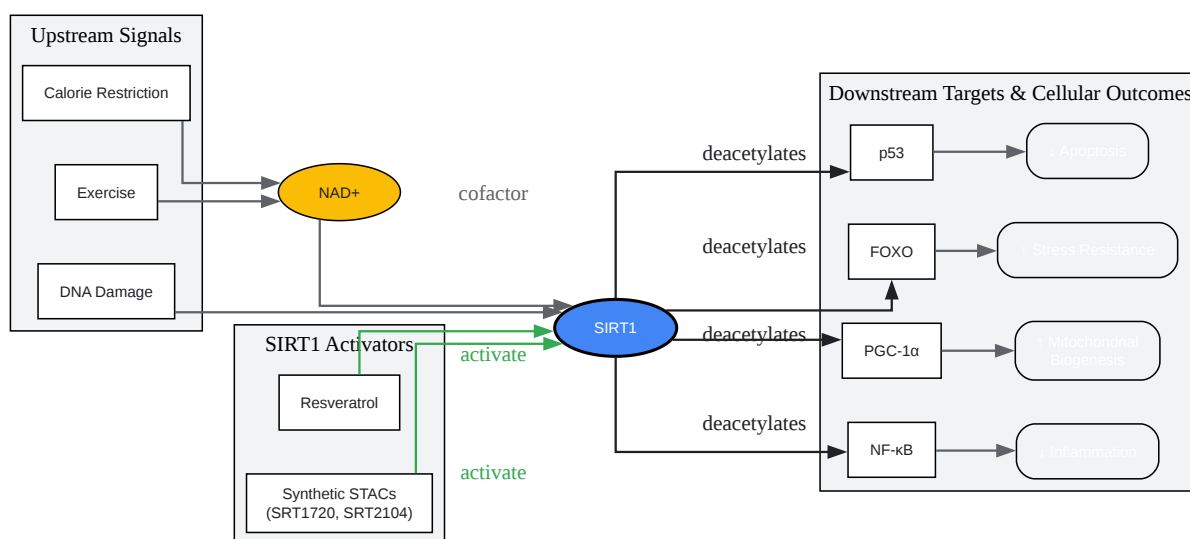 Upstream Signals
Calorie Restriction
Exercise
DNA Damage
NAD+
cofactor
SIRT1 Activators
Resveratrol
Synthetic STACs
(SRT1720, SRT2104)
activate
activate
SIRT1
deacetylates
deacetylates
deacetylates
deacetylates
Downstream Targets & Cellular Outcomes
p53
↓ Apoptosis
FOXO
↑ Stress Resistance
PGC-1α
↑ Mitochondrial
Biogenesis
NF-κB
↓ Inflammation